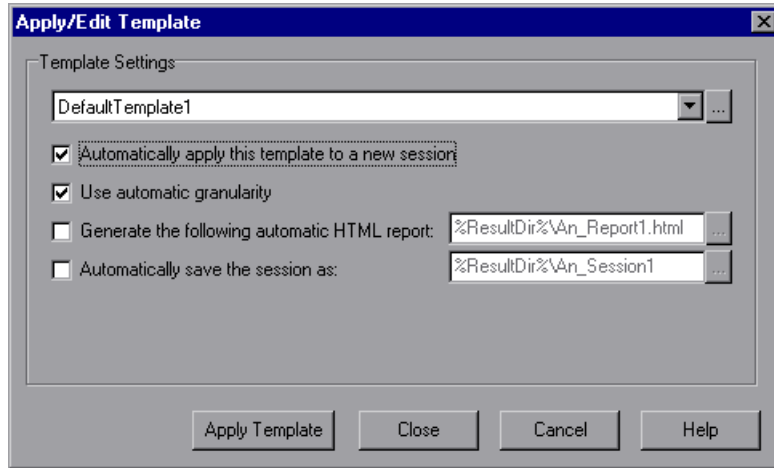 Apply/Edit Template
Template Settings
DefaultTemplate1 ...
Automatically apply this template to a new session
Use automatic granularity
Generate the following automatic HTML report: %ResultDir%\An_Report1.html ...
Automatically save the session as: %ResultDir%\An_Session1 ...
Apply Template Close Cancel Help